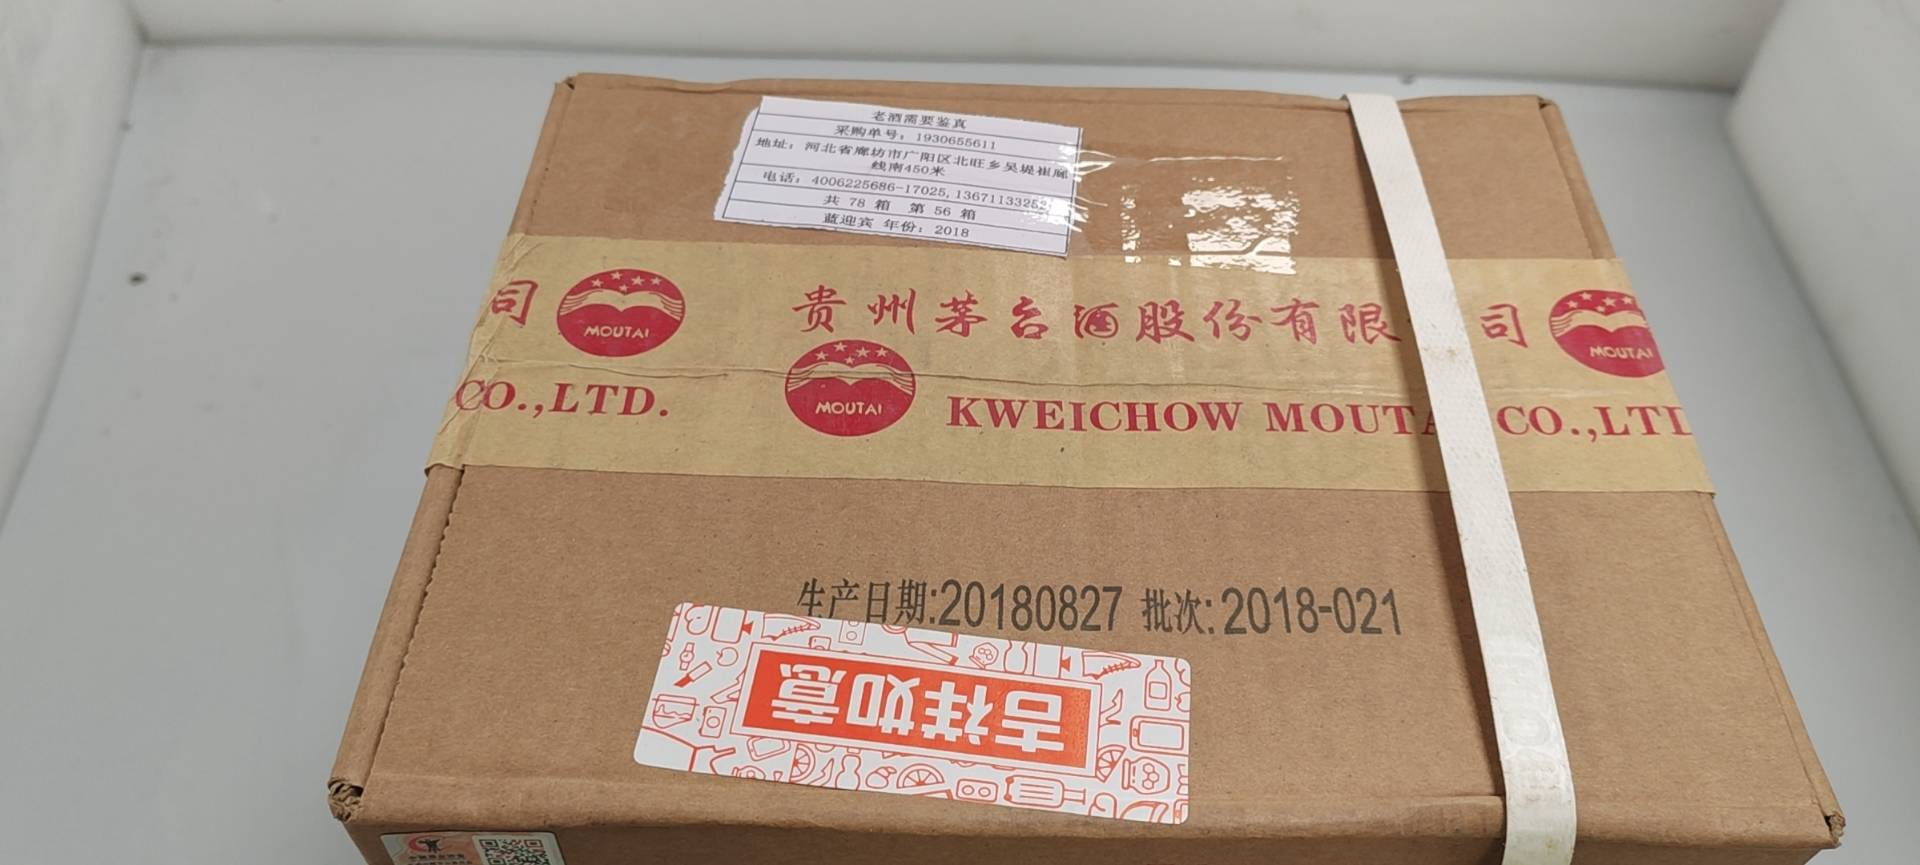 老酒需要鉴真
采购单号：1930655611
地址：河北省廊坊市广阳区北旺乡吴堤崔廊
线南450米
电话：4006225686-17025,13671133252
共 78 箱 第 56 箱
蓝迎宾 年份：2018
司 MOUTAI 贵州茅台酒股份有限 司 MOUTAI
CO.,LTD. MOUTAI KWEICHOW MOUTA CO.,LTD
生产日期:20180827 批次:2018-021
吉祥如意